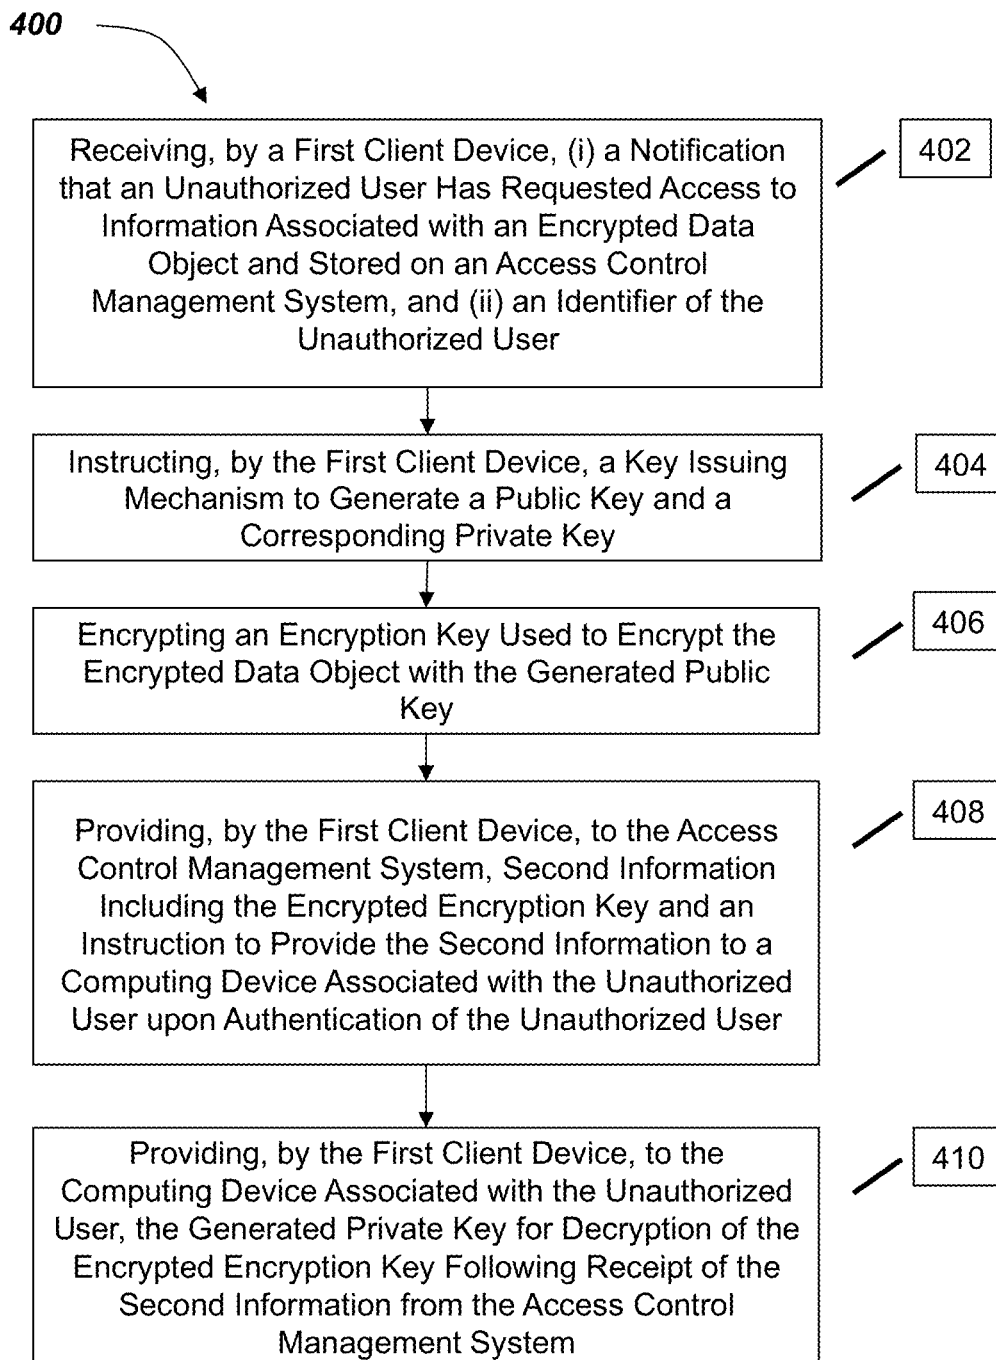 400
Receiving, by a First Client Device, (i) a Notification
that an Unauthorized User Has Requested Access to
Information Associated with an Encrypted Data
Object and Stored on an Access Control
Management System, and (ii) an Identifier of the
Unauthorized User
402
Instructing, by the First Client Device, a Key Issuing
Mechanism to Generate a Public Key and a
Corresponding Private Key
404
Encrypting an Encryption Key Used to Encrypt the
Encrypted Data Object with the Generated Public
Key
406
Providing, by the First Client Device, to the Access
Control Management System, Second Information
Including the Encrypted Encryption Key and an
Instruction to Provide the Second Information to a
Computing Device Associated with the Unauthorized
User upon Authentication of the Unauthorized User
408
Providing, by the First Client Device, to the
Computing Device Associated with the Unauthorized
User, the Generated Private Key for Decryption of the
Encrypted Encryption Key Following Receipt of the
Second Information from the Access Control
Management System
410